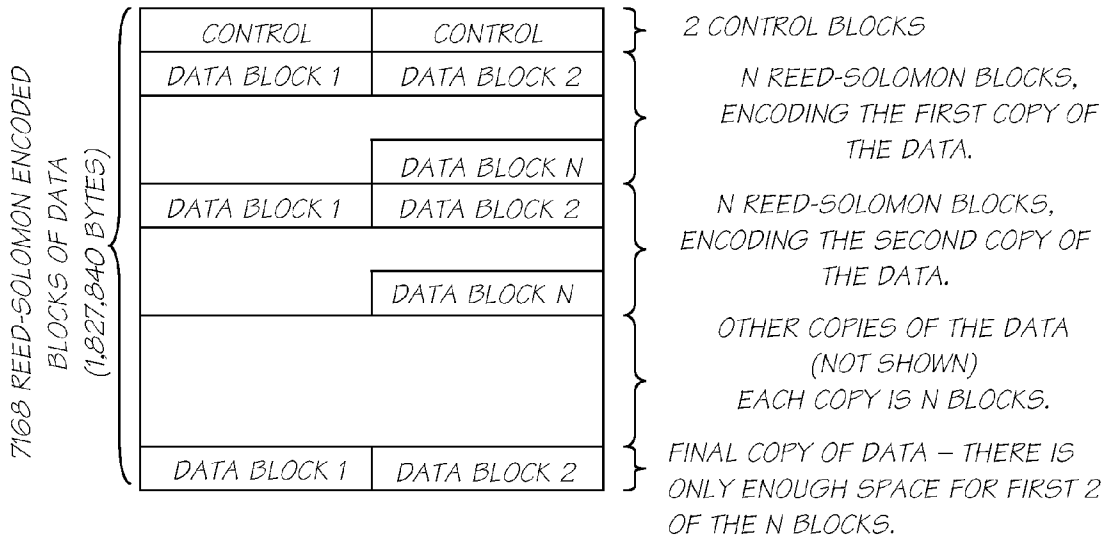 7168 REED-SOLOMON ENCODED
BLOCKS OF DATA
(1,827,840 BYTES)
CONTROL CONTROL
2 CONTROL BLOCKS
DATA BLOCK 1 DATA BLOCK 2
DATA BLOCK N
N REED-SOLOMON BLOCKS,
ENCODING THE FIRST COPY OF
THE DATA.
DATA BLOCK 1 DATA BLOCK 2
DATA BLOCK N
N REED-SOLOMON BLOCKS,
ENCODING THE SECOND COPY OF
THE DATA.
OTHER COPIES OF THE DATA
(NOT SHOWN)
EACH COPY IS N BLOCKS.
DATA BLOCK 1 DATA BLOCK 2
FINAL COPY OF DATA – THERE IS
ONLY ENOUGH SPACE FOR FIRST 2
OF THE N BLOCKS.